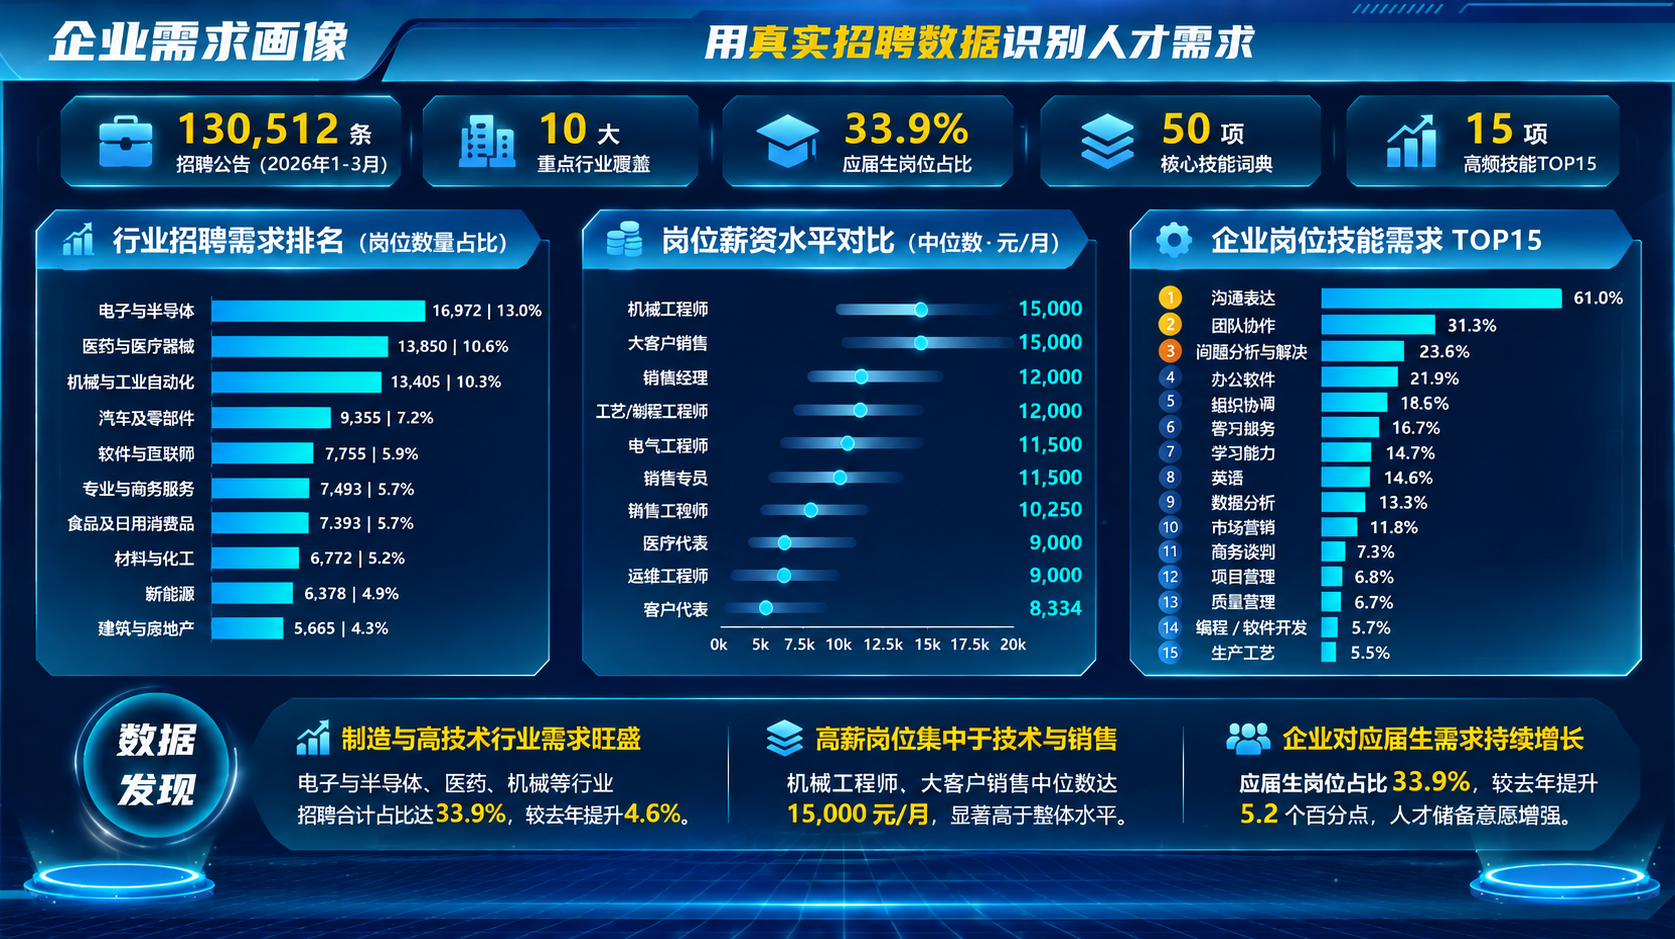 企业需求画像
用真实招聘数据识别人才需求
130,512 条
招聘公告（2026年1-3月）
10 大
重点行业覆盖
33.9%
应届生岗位占比
50 项
核心技能词典
15 项
高频技能TOP15
行业招聘需求排名（岗位数量占比）
电子与半导体 16,972 | 13.0%
医药与医疗器械 13,850 | 10.6%
机械与工业自动化 13,405 | 10.3%
汽车及零部件 9,355 | 7.2%
软件与互联网 7,755 | 5.9%
专业与商务服务 7,493 | 5.7%
食品及日用消费品 7.393 | 5.7%
材料与化工 6,772 | 5.2%
新能源 6,378 | 4.9%
建筑与房地产 5,665 | 4.3%
岗位薪资水平对比（中位数·元/月）
机械工程师 15,000
大客户销售 15,000
销售经理 12,000
工艺/制程工程师 12,000
电气工程师 11,500
销售专员 11,500
销售工程师 10,250
医疗代表 9,000
运维工程师 9,000
客户代表 8,334
0k 5k 7.5k 10k 12.5k 15k 17.5k 20k
企业岗位技能需求 TOP15
1 沟通表达 61.0%
2 团队协作 31.3%
3 问题分析与解决 23.6%
4 办公软件 21.9%
5 组织协调 18.6%
6 服务 16.7%
7 学习能力 14.7%
8 英语 14.6%
9 数据分析 13.3%
10 市场营销 11.8%
11 商务谈判 7.3%
12 项目管理 6.8%
13 质量管理 6.7%
14 编程 / 软件开发 5.7%
15 生产工艺 5.5%
数据
发现
制造与高技术行业需求旺盛
电子与半导体、医药、机械等行业
招聘合计占比达33.9%，较去年提升4.6%。
高薪岗位集中于技术与销售
机械工程师、大客户销售中位数达
15,000 元/月，显著高于整体水平。
企业对应届生需求持续增长
应届生岗位占比 33.9%，较去年提升
5.2 个百分点，人才储备意愿增强。